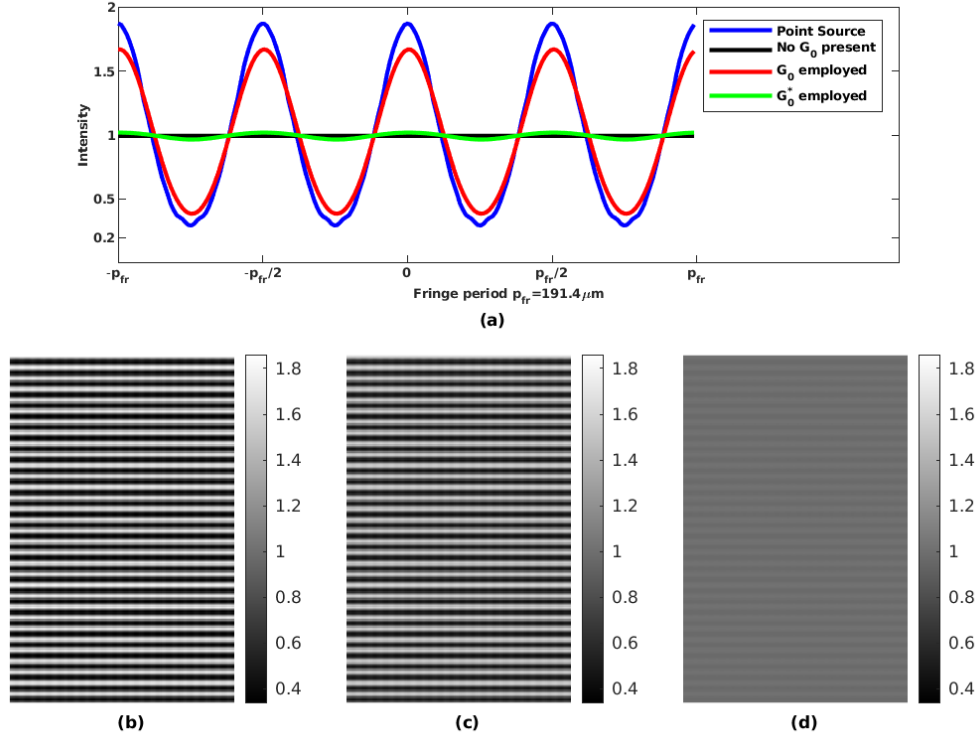 2
1.5
1
0.5
0.2
Intensity
Point Source
No G0 present
G0 employed
G0* employed
-pfr -pfr/2 0 pfr/2 pfr
Fringe period pfr=191.4μm
(a)
1.8 1.8 1.8
1.6 1.6 1.6
1.4 1.4 1.4
1.2 1.2 1.2
1 1 1
0.8 0.8 0.8
0.6 0.6 0.6
0.4 0.4 0.4
(b) (c) (d)